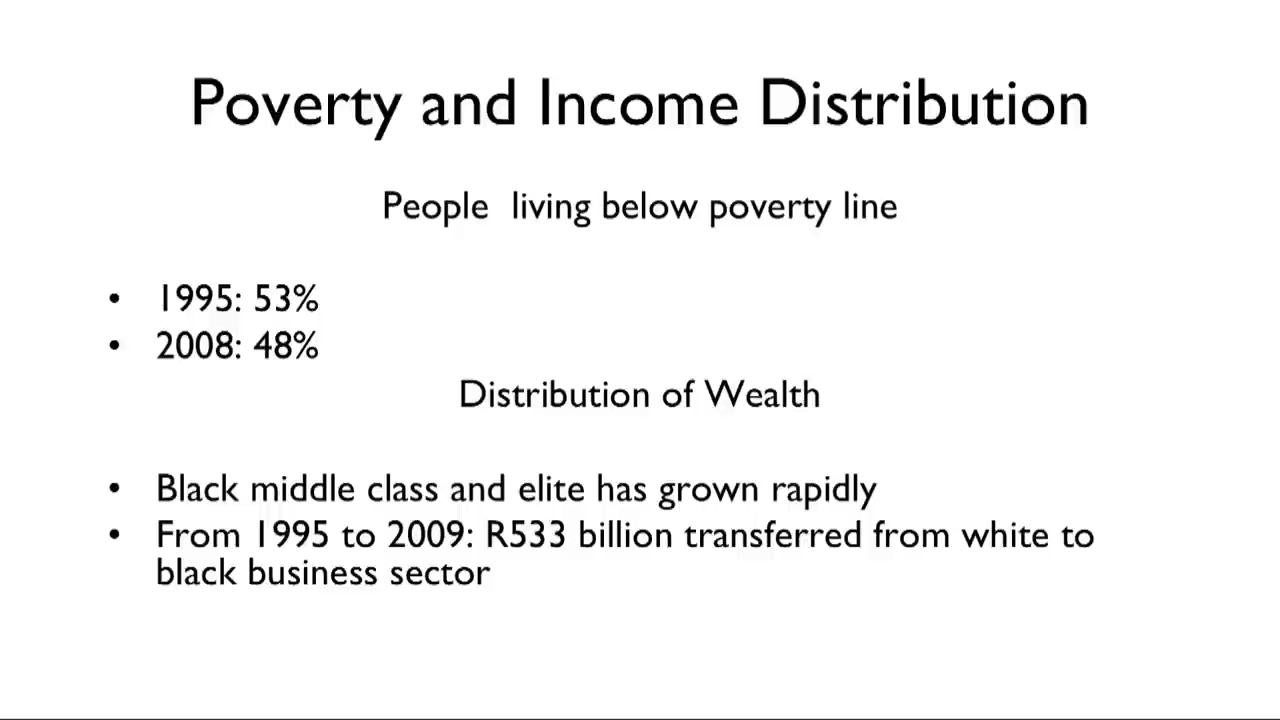 Poverty and Income Distribution
People  living below poverty line
• 1995: 53%
• 2008: 48%
Distribution of Wealth
• Black middle class and elite has grown rapidly
• From 1995 to 2009: R533 billion transferred from white to
black business sector